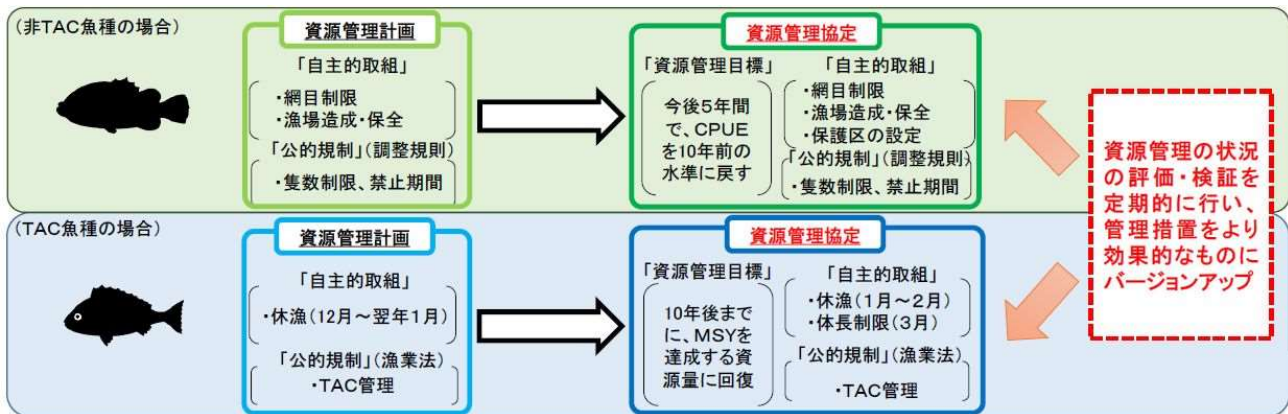 (非TAC魚種の場合)
資源管理計画
「自主的取組」
・網目制限
・漁場造成・保全
「公的規制」(調整規則)
・隻数制限、禁止期間
資源管理協定
「資源管理目標」
今後5年間
で、CPUE
を10年前の
水準に戻す
「自主的取組」
・網目制限
・漁場造成・保全
・保護区の設定
「公的規制」(調整規則)
・隻数制限、禁止期間
(TAC魚種の場合)
資源管理計画
「自主的取組」
・休漁(12月～翌年1月)
「公的規制」(漁業法)
・TAC管理
資源管理協定
「資源管理目標」
10年後まで
に、MSYを
達成する資
源量に回復
「自主的取組」
・休漁(1月～2月)
・体長制限(3月)
「公的規制」(漁業法)
・TAC管理
資源管理の状況
の評価・検証を
定期的に行い、
管理措置をより
効果的なものに
バージョンアップ